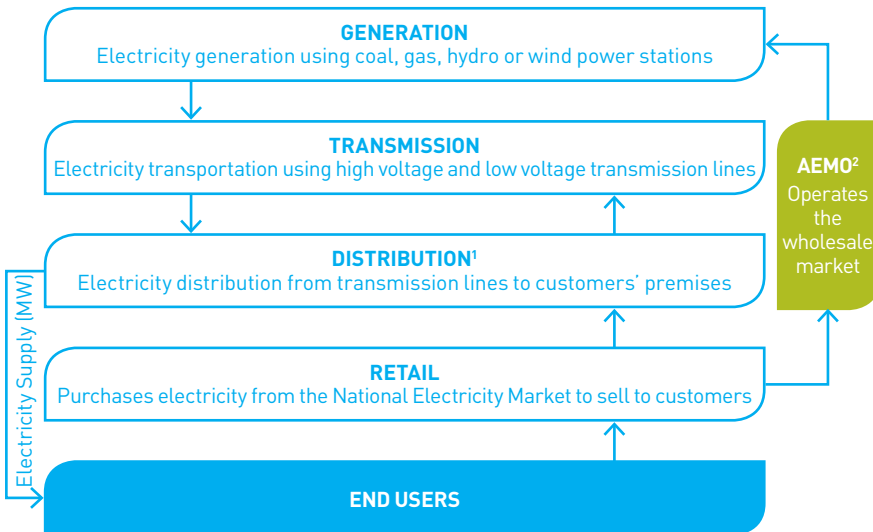 GENERATION
Electricity generation using coal, gas, hydro or wind power stations
TRANSMISSION
Electricity transportation using high voltage and low voltage transmission lines
AEMO²
Operates
the
wholesale
market
DISTRIBUTION¹
Electricity distribution from transmission lines to customers’ premises
Electricity Supply (MW)
RETAIL
Purchases electricity from the National Electricity Market to sell to customers
END USERS